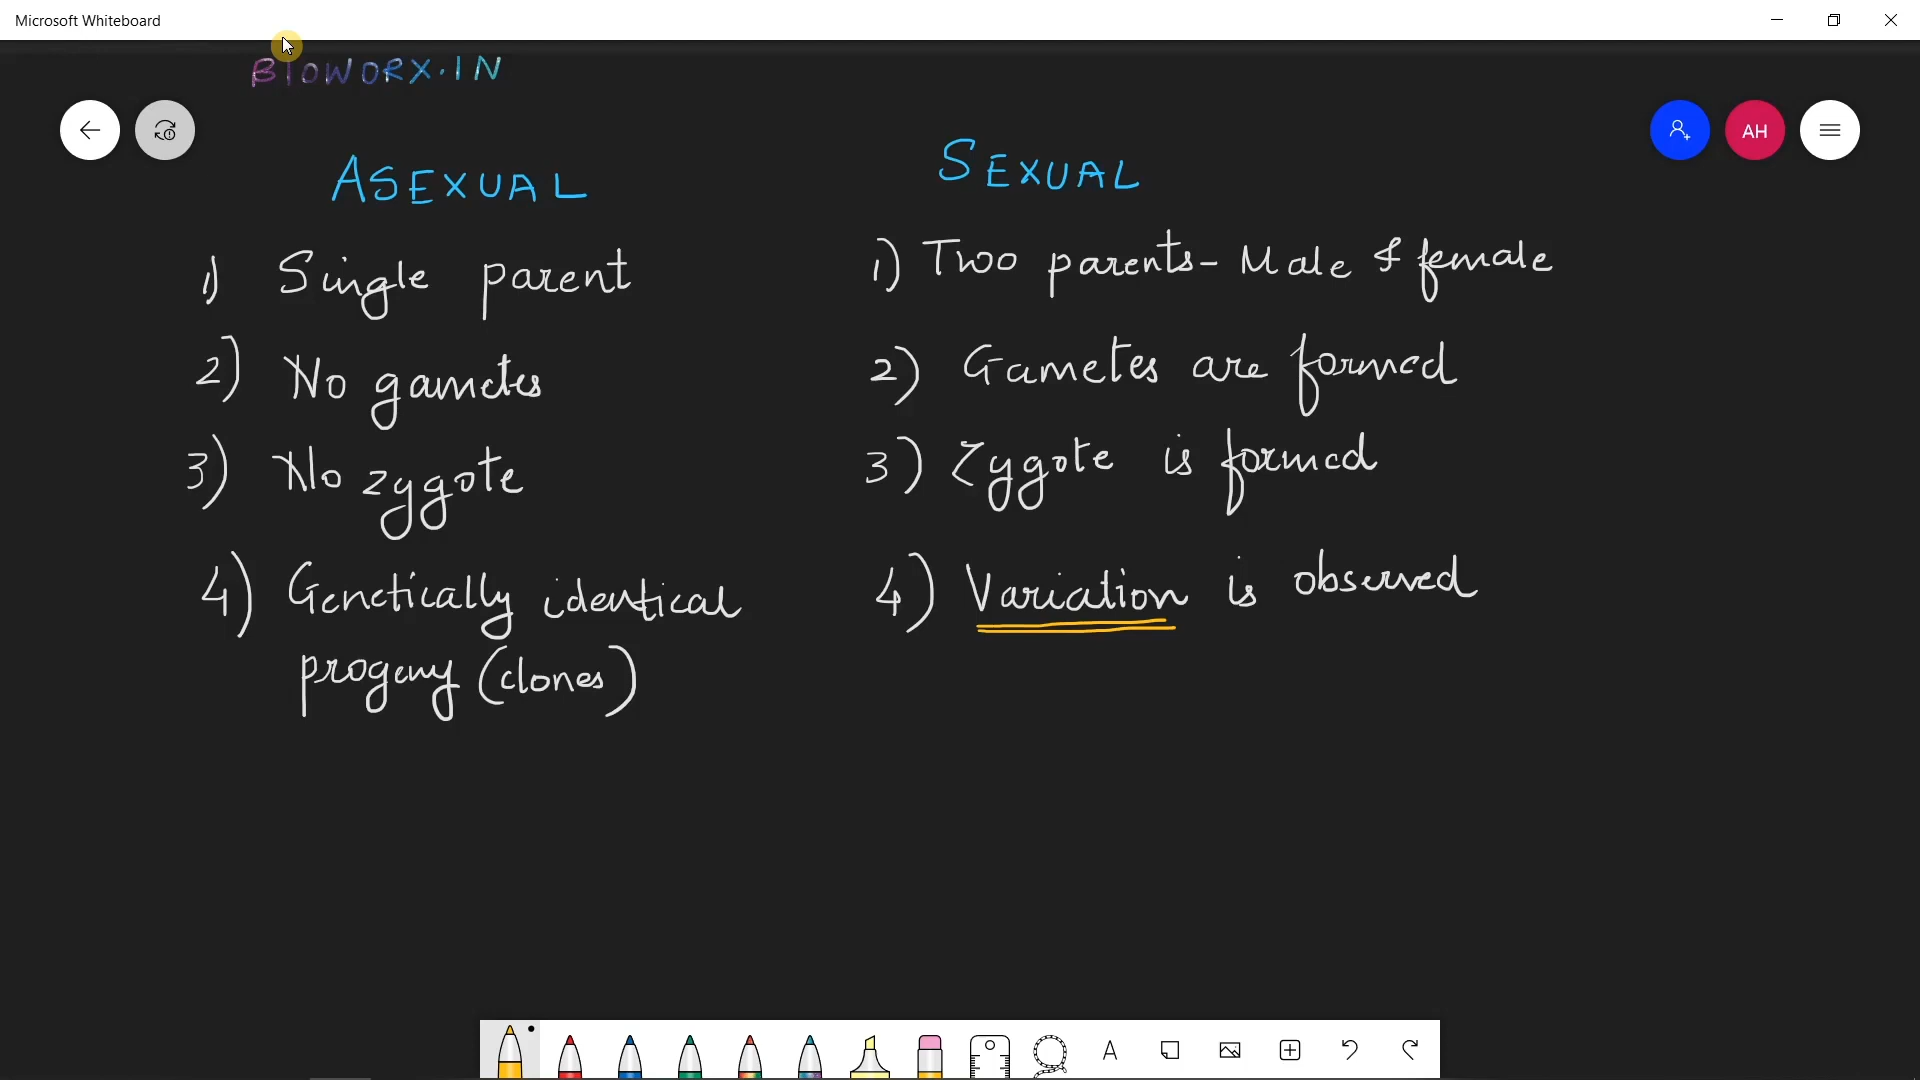 Microsoft Whiteboard
BIOWORX.IN
AH
ASEXUAL
1) Single parent
2) No gametes
3) No zygote
4) Genetically identical
progeny (clones)
SEXUAL
1) Two parents - Male & female
2) Gametes are formed
3) Zygote is formed
4) Variation is observed
A